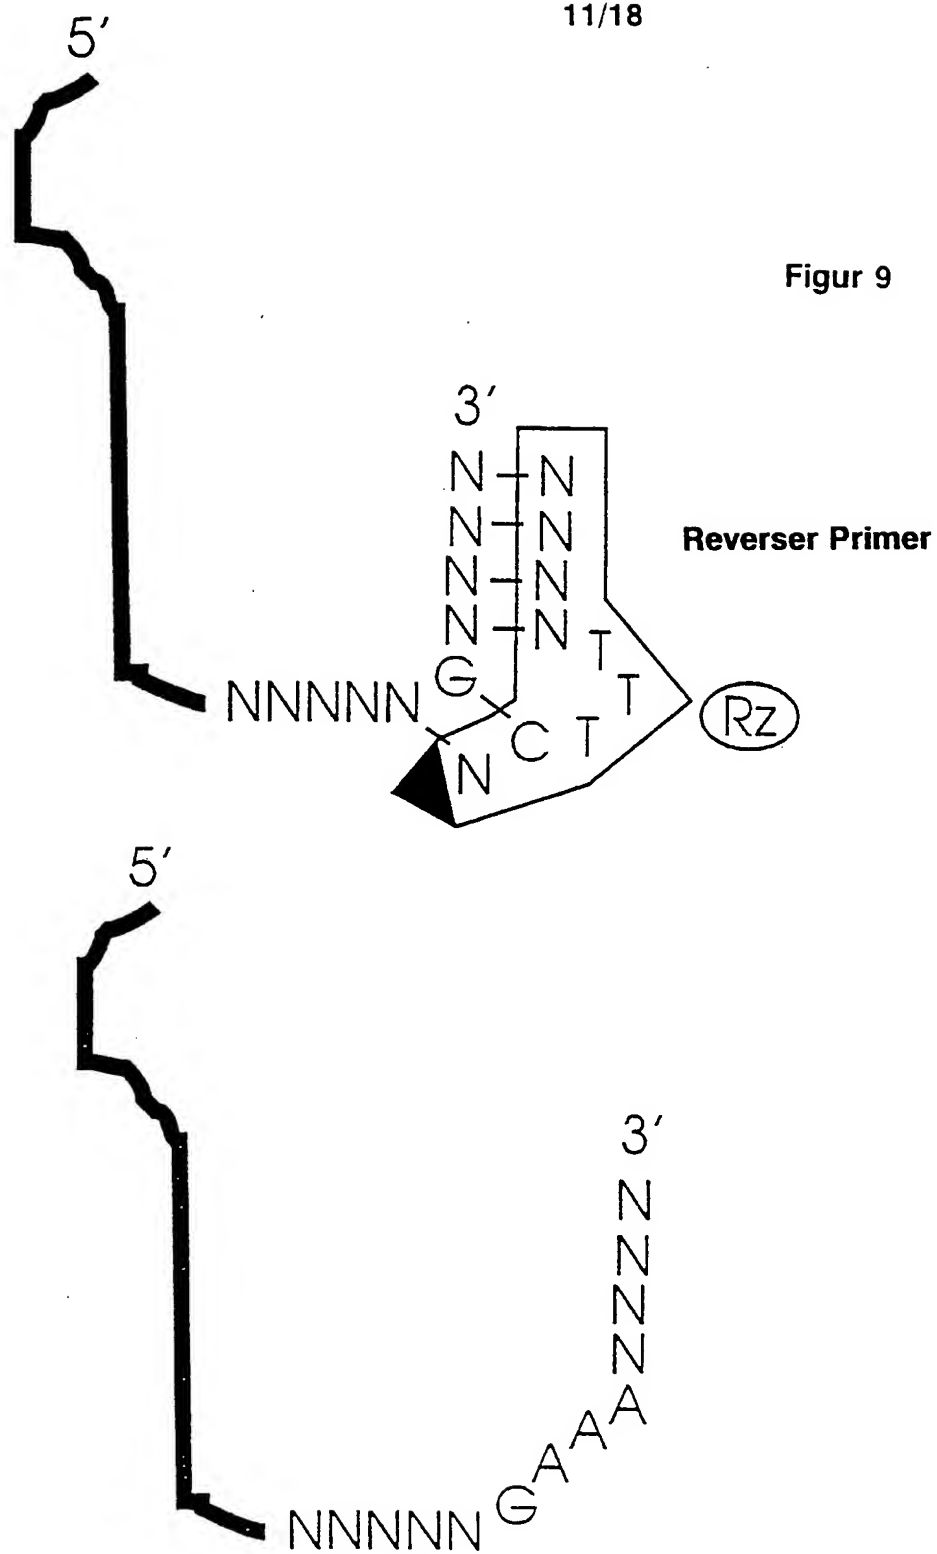 11/18
5′
Figur 9
3′
N N
N N
Reverser Primer
N N
N N
T
G
T
NNNNN
Rz
C T
N
5′
3′
N
N
N
N
A
A
A
G
NNNNN